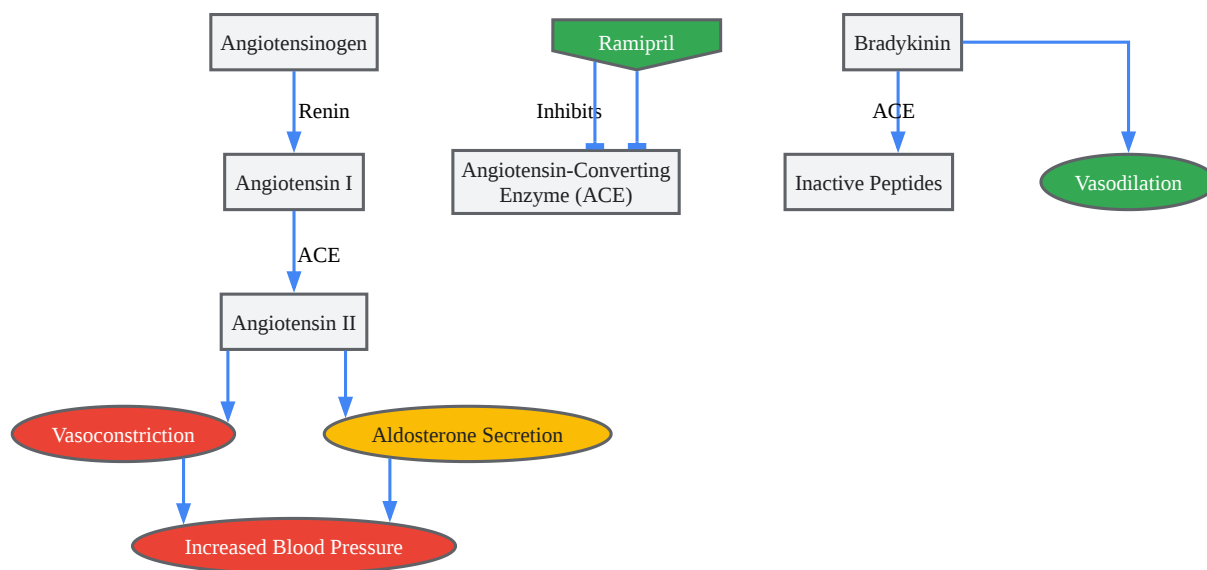 Angiotensinogen
Ramipril
Bradykinin
Renin
Inhibits
ACE
Angiotensin I
Angiotensin-Converting
Enzyme (ACE)
Inactive Peptides
Vasodilation
ACE
Angiotensin II
Vasoconstriction
Aldosterone Secretion
Increased Blood Pressure